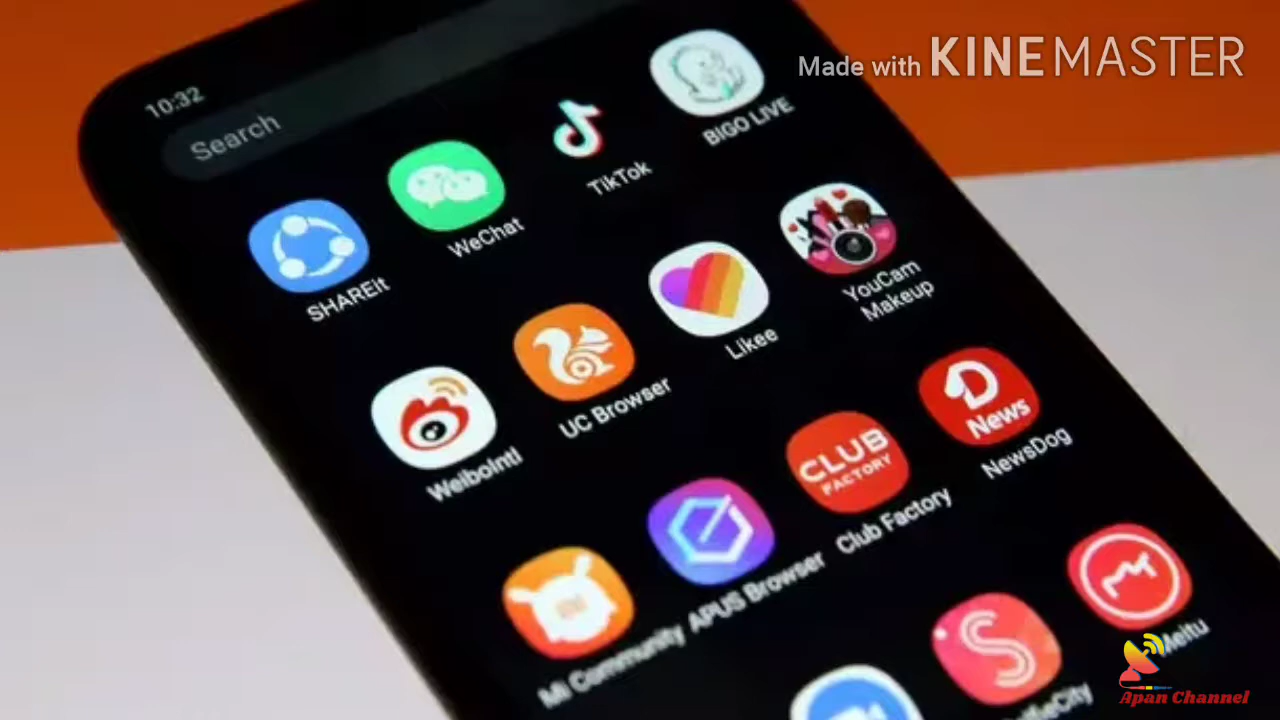 Made with KINEMASTER
10:32
Search
SHAREit
WeChat
TikTok
BIGO LIVE
WeiboIntl
UC Browser
Likee
YouCam
Makeup
Mi Community
APUS Browser
CLUB
FACTORY
Club Factory
News
NewsDog
Meitu
Apan Channel